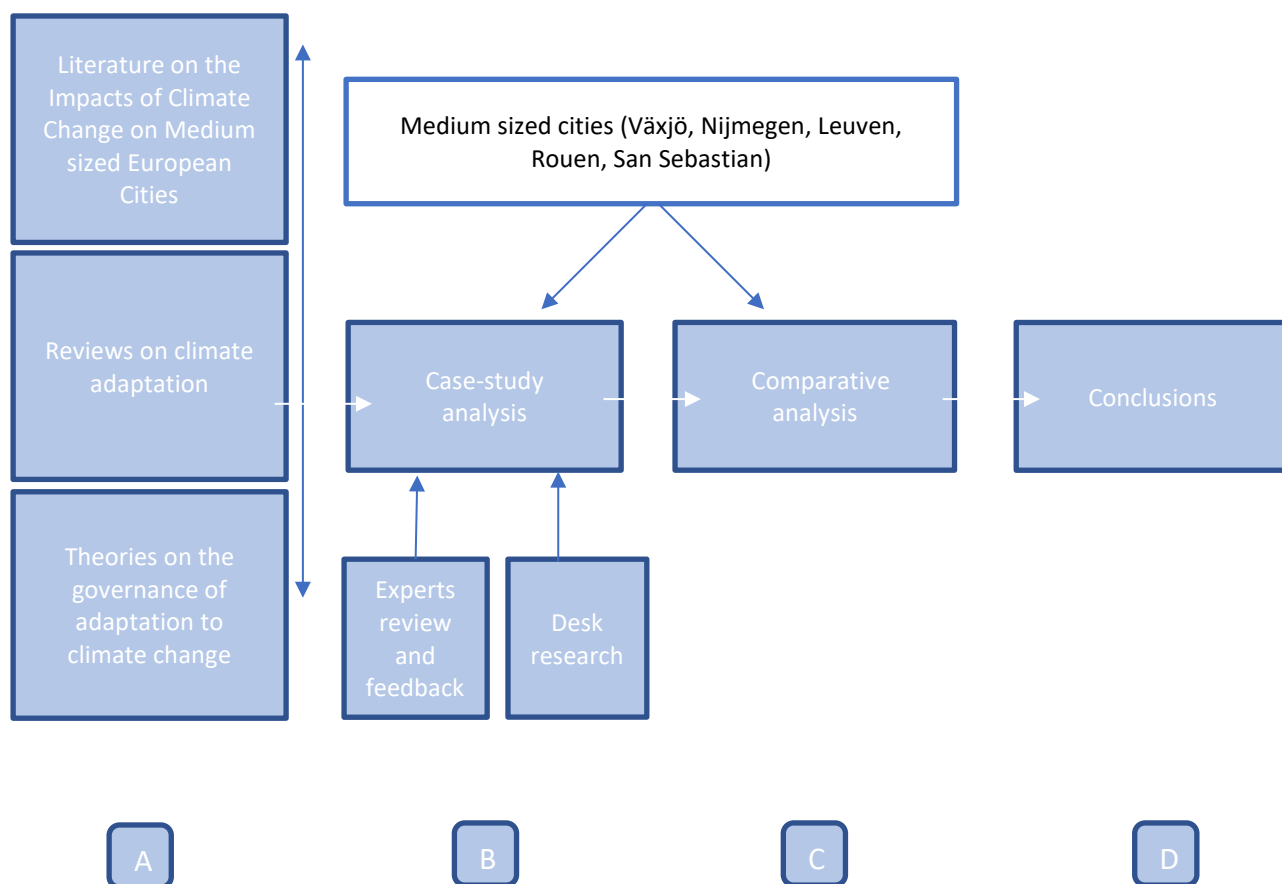 Literature on the
Impacts of Climate
Change on Medium
sized European
Cities
Medium sized cities (Växjö, Nijmegen, Leuven,
Rouen, San Sebastian)
Reviews on climate
adaptation
Case-study
analysis
Comparative
analysis
Conclusions
Theories on the
governance of
adaptation to
climate change
Experts
review
and
feedback
Desk
research
A
B
C
D